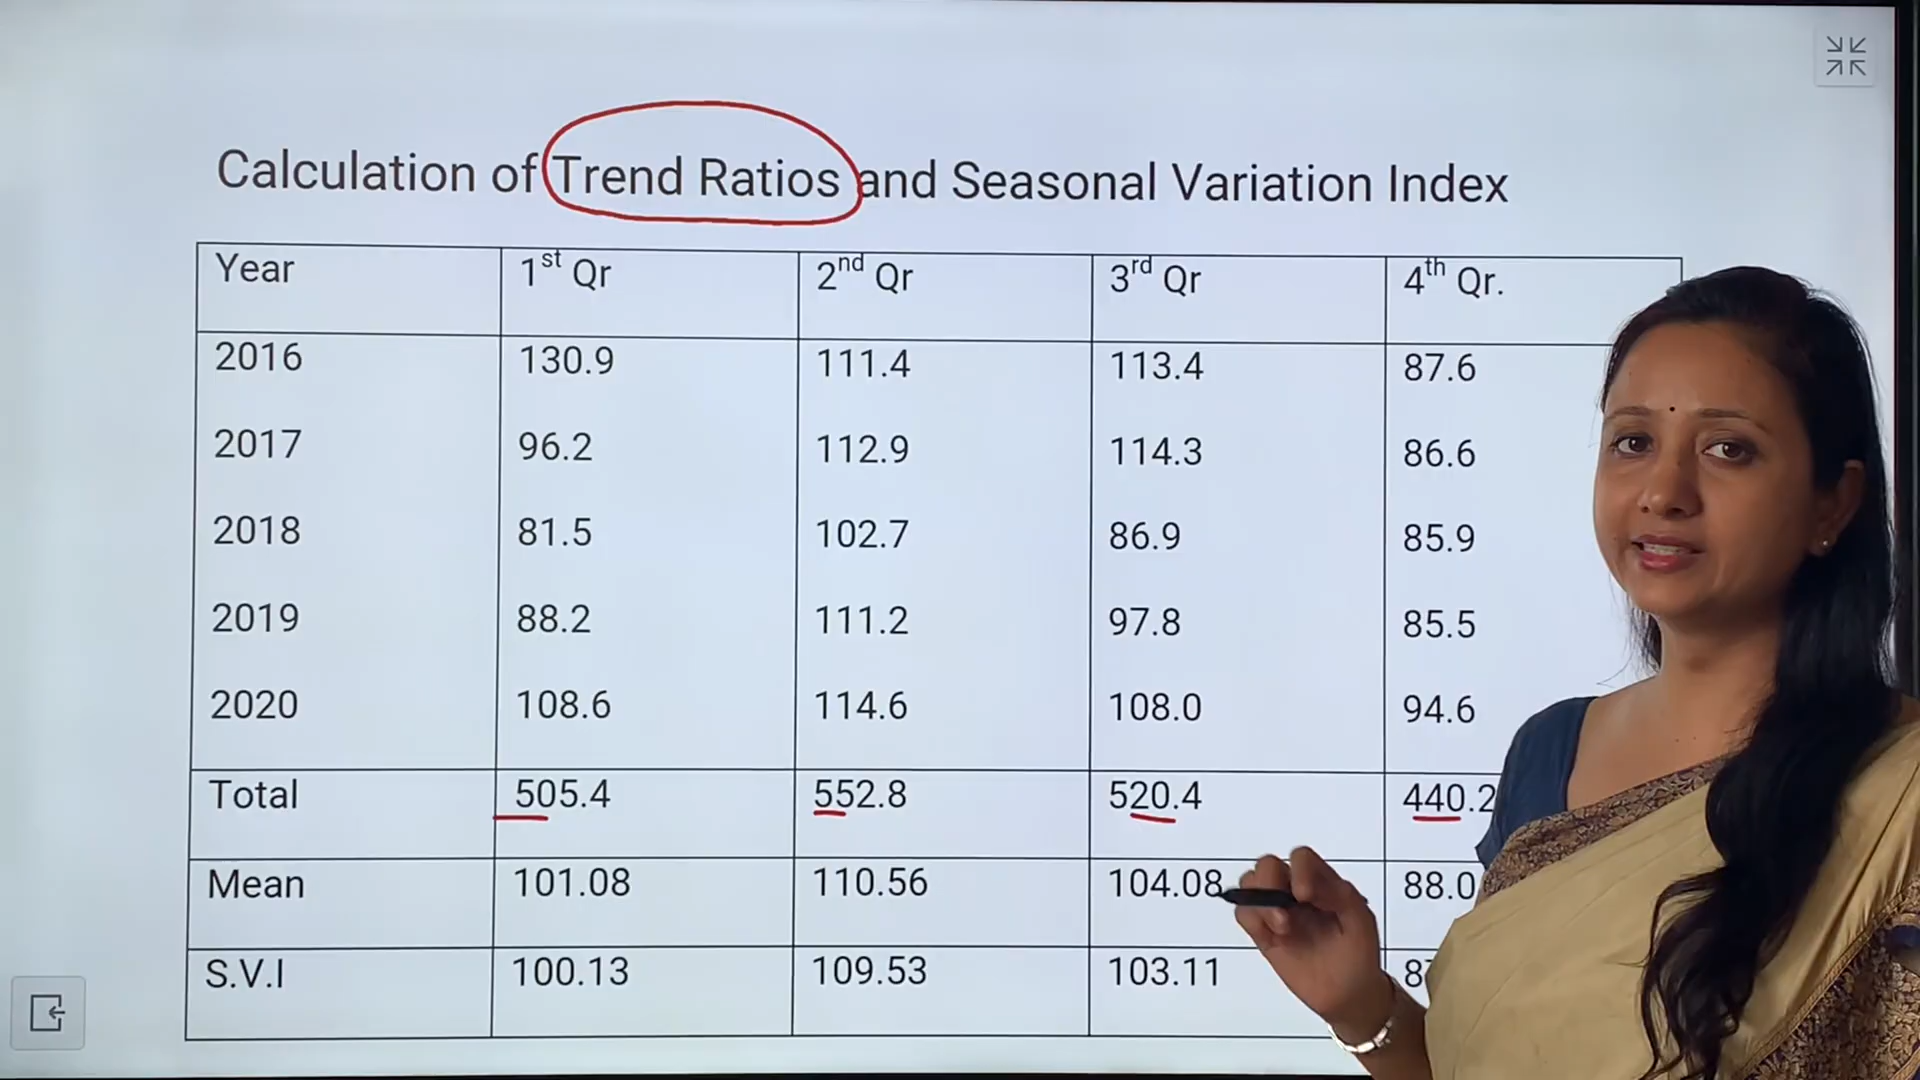 Calculation of Trend Ratios and Seasonal Variation Index
Year 1st Qr 2nd Qr 3rd Qr 4th Qr.
2016 130.9 111.4 113.4 87.6
2017 96.2 112.9 114.3 86.6
2018 81.5 102.7 86.9 85.9
2019 88.2 111.2 97.8 85.5
2020 108.6 114.6 108.0 94.6
Total 505.4 552.8 520.4 440.2
Mean 101.08 110.56 104.08 88.0
S.V.I 100.13 109.53 103.11